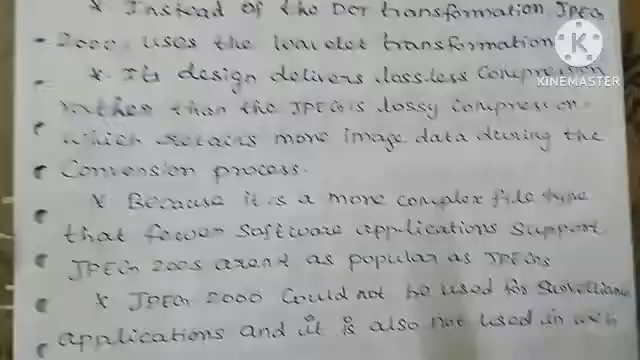 * Instead of the DCT transformation JPEG
2000 uses the wavelet transformation
* Its design delivers lossless compression
rather than the JPEG's lossy compression
which retains more image data during the
conversion process.
* Because it is a more complex file type
that fewer software applications support
JPEG 200s arent as popular as JPEGs
* JPEG 2000 could not be used for
applications and it is also not used in web
KINEMASTER